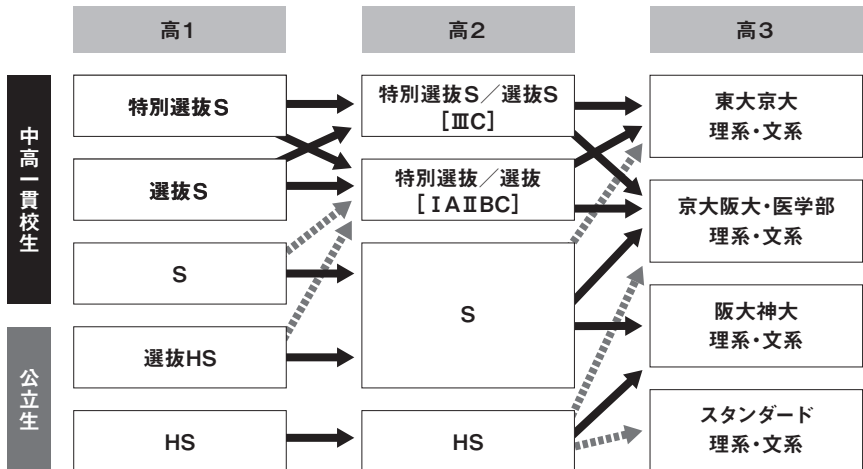 高1
高2
高3
中高一貫校生
公立生
特別選抜S
選抜S
S
選抜HS
HS
特別選抜S／選抜S
［ⅢC］
特別選抜／選抜
［ⅠAⅡBC］
S
HS
東大京大
理系・文系
京大阪大・医学部
理系・文系
阪大神大
理系・文系
スタンダード
理系・文系